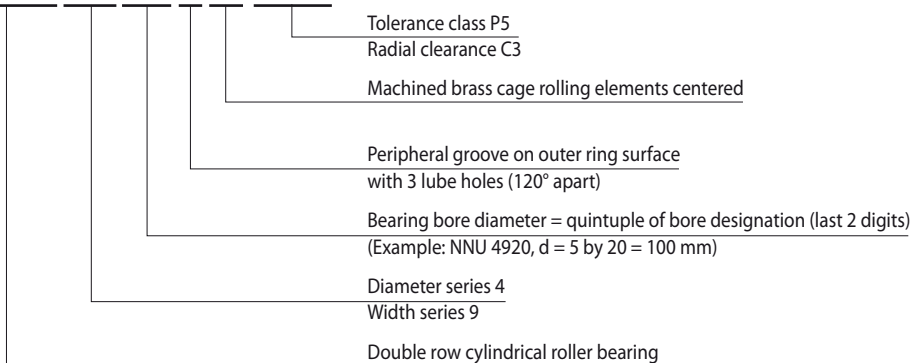 Tolerance class P5
Radial clearance C3
Machined brass cage rolling elements centered
Peripheral groove on outer ring surface
with 3 lube holes (120° apart)
Bearing bore diameter = quintuple of bore designation (last 2 digits)
(Example: NNU 4920, d = 5 by 20 = 100 mm)
Diameter series 4
Width series 9
Double row cylindrical roller bearing